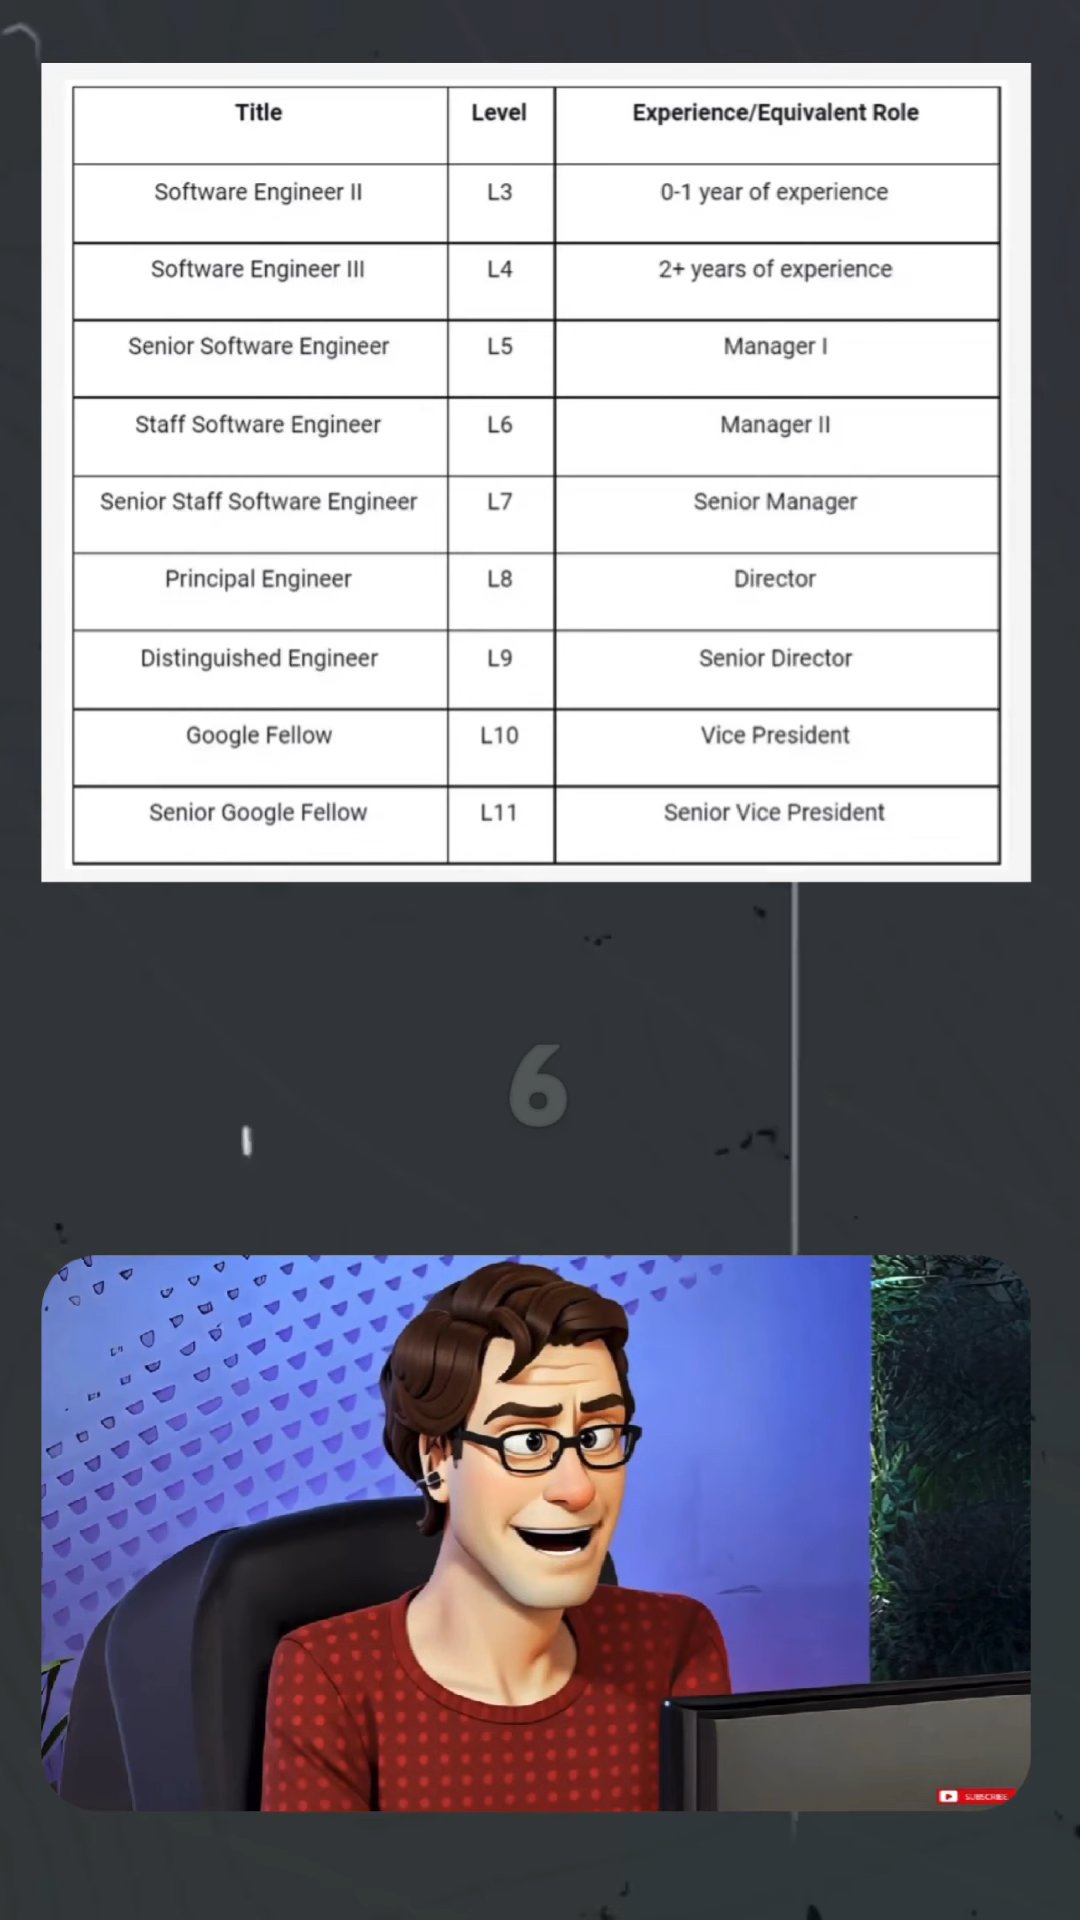 Title Level Experience/Equivalent Role
Software Engineer II L3 0-1 year of experience
Software Engineer III L4 2+ years of experience
Senior Software Engineer L5 Manager I
Staff Software Engineer L6 Manager II
Senior Staff Software Engineer L7 Senior Manager
Principal Engineer L8 Director
Distinguished Engineer L9 Senior Director
Google Fellow L10 Vice President
Senior Google Fellow L11 Senior Vice President
6
SUBSCRIBE